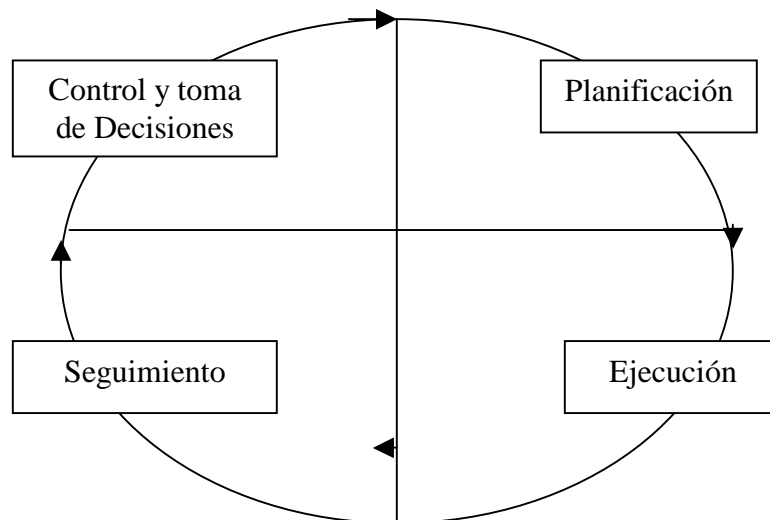 Control y toma
de Decisiones
Planificación
Seguimiento
Ejecución